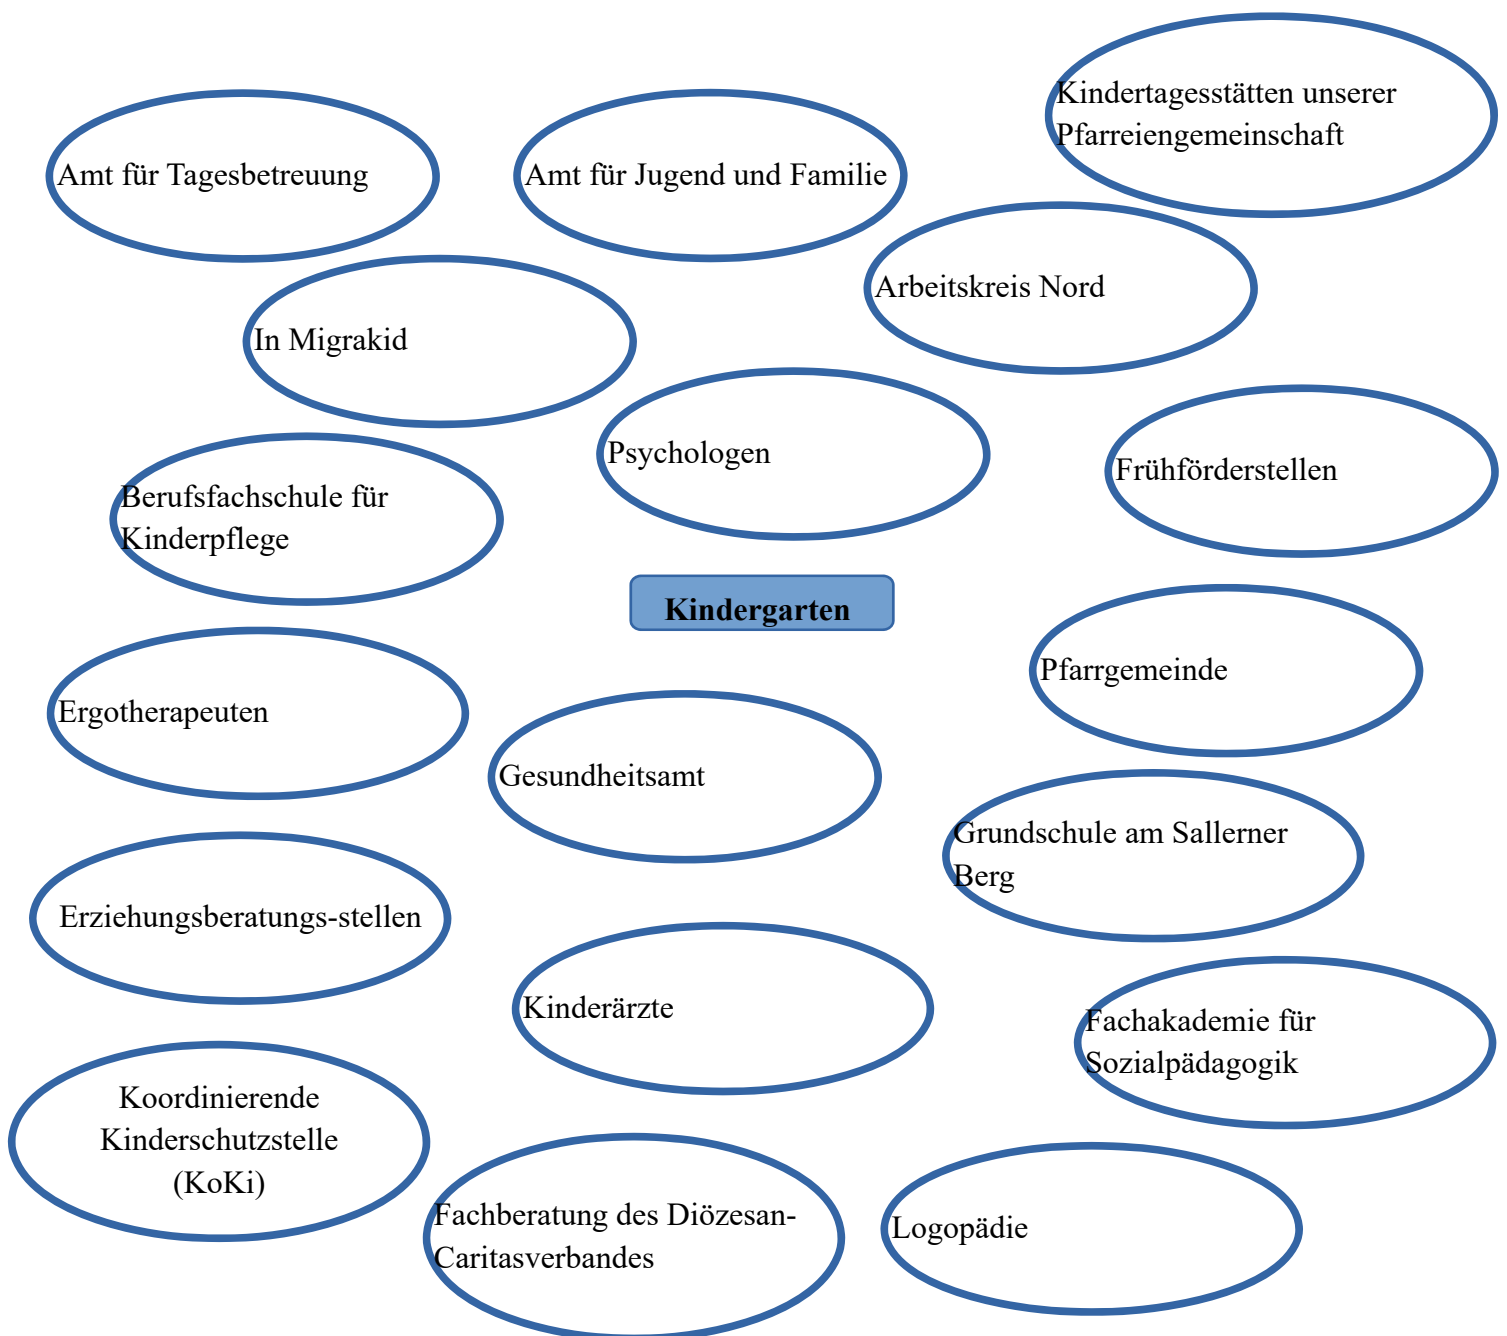 Kindertagesstätten unserer
Pfarreiengemeinschaft
Amt für Tagesbetreuung
Amt für Jugend und Familie
Arbeitskreis Nord
In Migrakid
Psychologen
Frühförderstellen
Berufsfachschule für
Kinderpflege
Kindergarten
Pfarrgemeinde
Ergotherapeuten
Gesundheitsamt
Grundschule am Sallerner
Berg
Erziehungsberatungs-stellen
Kinderärzte
Fachakademie für
Sozialpädagogik
Koordinierende
Kinderschutzstelle
(KoKi)
Fachberatung des Diözesan-
Caritasverbandes
Logopädie